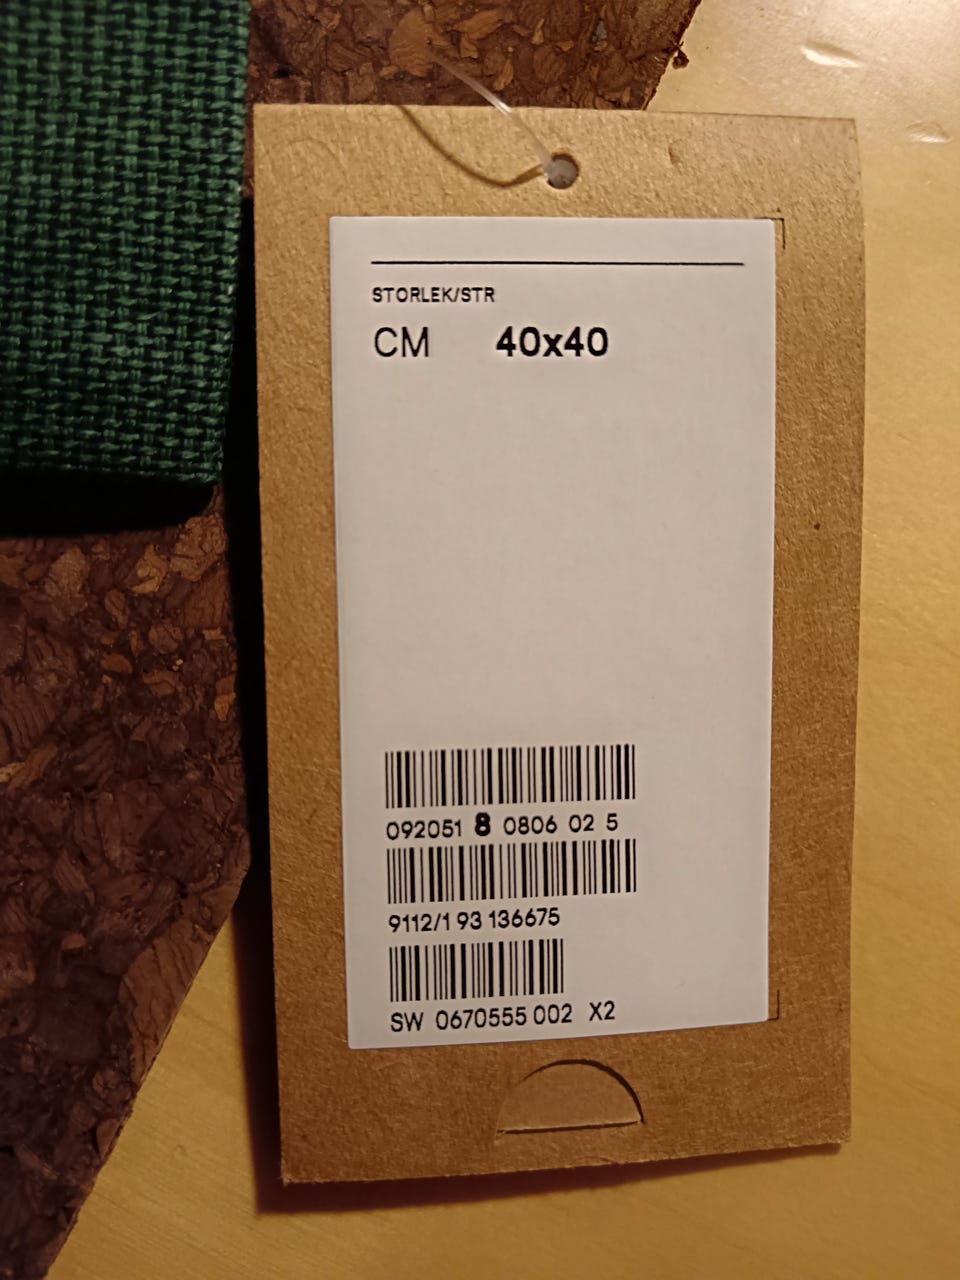 STORLEK/STR
CM 40x40
092051 8 0806 02 5
9112/1 93 136675
SW 0670555 002 X2